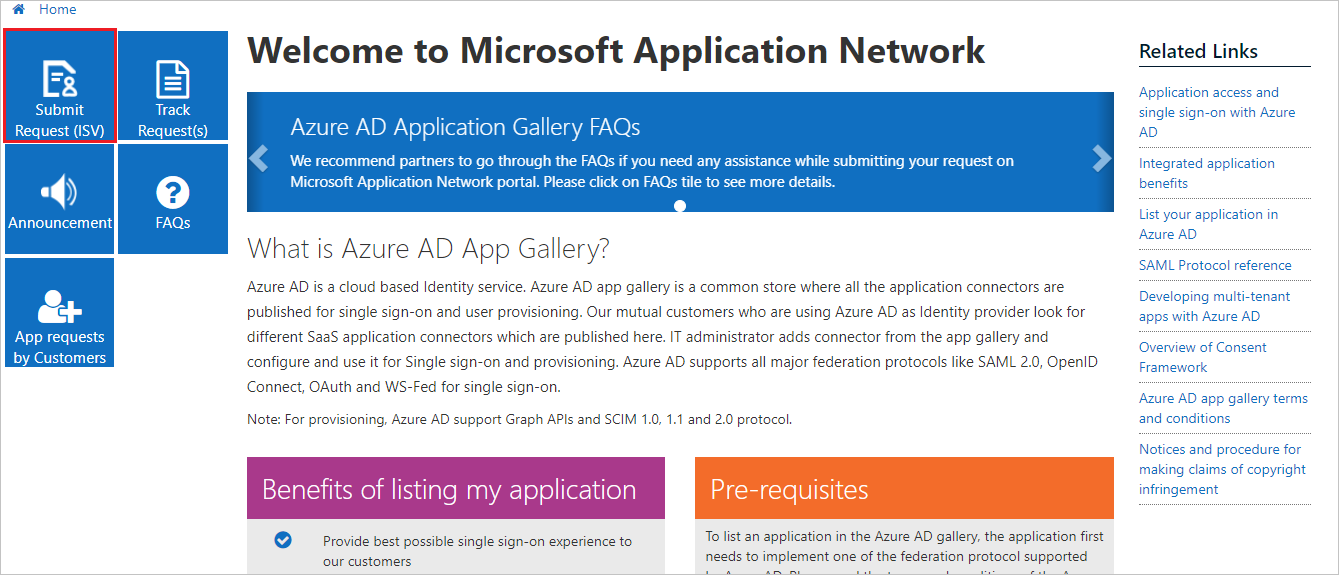 Home
Submit
Request (ISV)
Track
Request(s)
Announcement
FAQs
App requests
by Customers
Welcome to Microsoft Application Network
Azure AD Application Gallery FAQs
We recommend partners to go through the FAQs if you need any assistance while submitting your request on
Microsoft Application Network portal. Please click on FAQs tile to see more details.
What is Azure AD App Gallery?
Azure AD is a cloud based Identity service. Azure AD app gallery is a common store where all the application connectors are
published for single sign-on and user provisioning. Our mutual customers who are using Azure AD as Identity provider look for
different SaaS application connectors which are published here. IT administrator adds connector from the app gallery and
configure and use it for Single sign-on and provisioning. Azure AD supports all major federation protocols like SAML 2.0, OpenID
Connect, OAuth and WS-Fed for single sign-on.
Note: For provisioning, Azure AD support Graph APIs and SCIM 1.0, 1.1 and 2.0 protocol.
Benefits of listing my application
Provide best possible single sign-on experience to
our customers
Pre-requisites
To list an application in the Azure AD gallery, the application first
needs to implement one of the federation protocol supported
Related Links
Application access and
single sign-on with Azure
AD
Integrated application
benefits
List your application in
Azure AD
SAML Protocol reference
Developing multi-tenant
apps with Azure AD
Overview of Consent
Framework
Azure AD app gallery terms
and conditions
Notices and procedure for
making claims of copyright
infringement